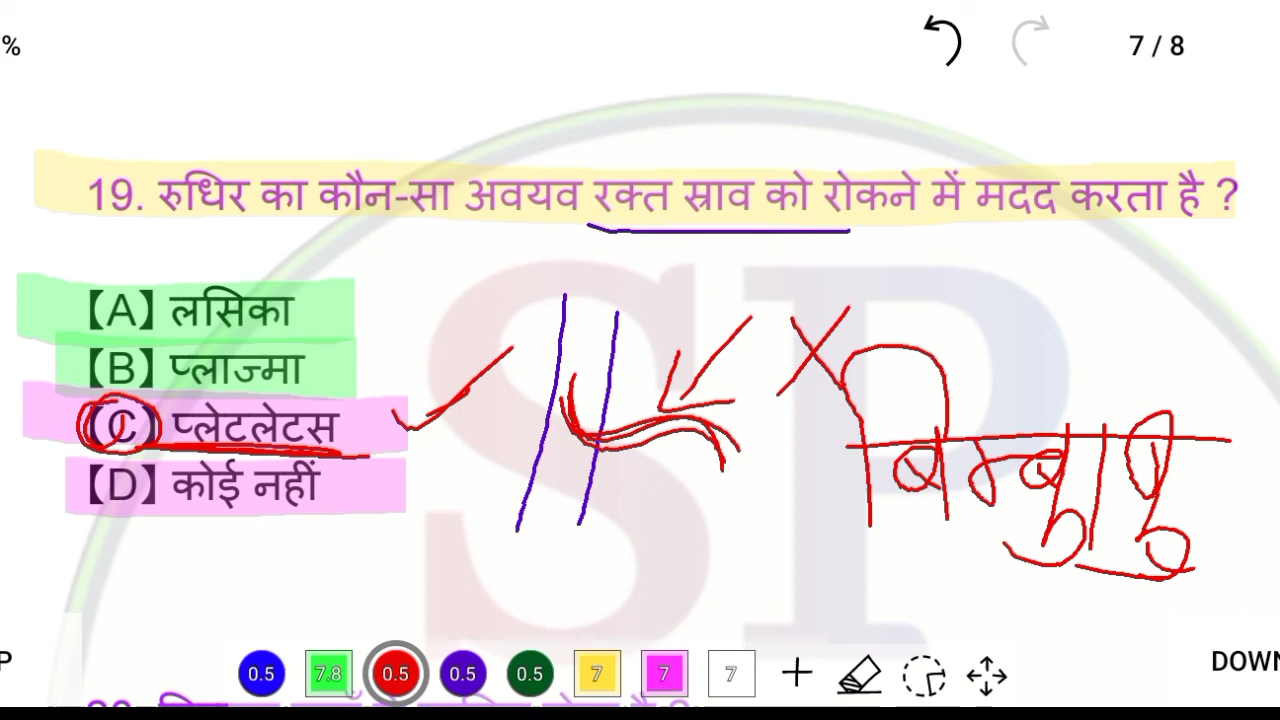 %
7 / 8
19. रुधिर का कौन-सा अवयव रक्त स्राव को रोकने में मदद करता है ?
【A】 लसिका
【B】 प्लाज्मा
【C】 प्लेटलेटस
【D】 कोई नहीं
SP
बिम्बाणु
P
0.5 7.8 0.5 0.5 0.5 7 7 7
DOWN